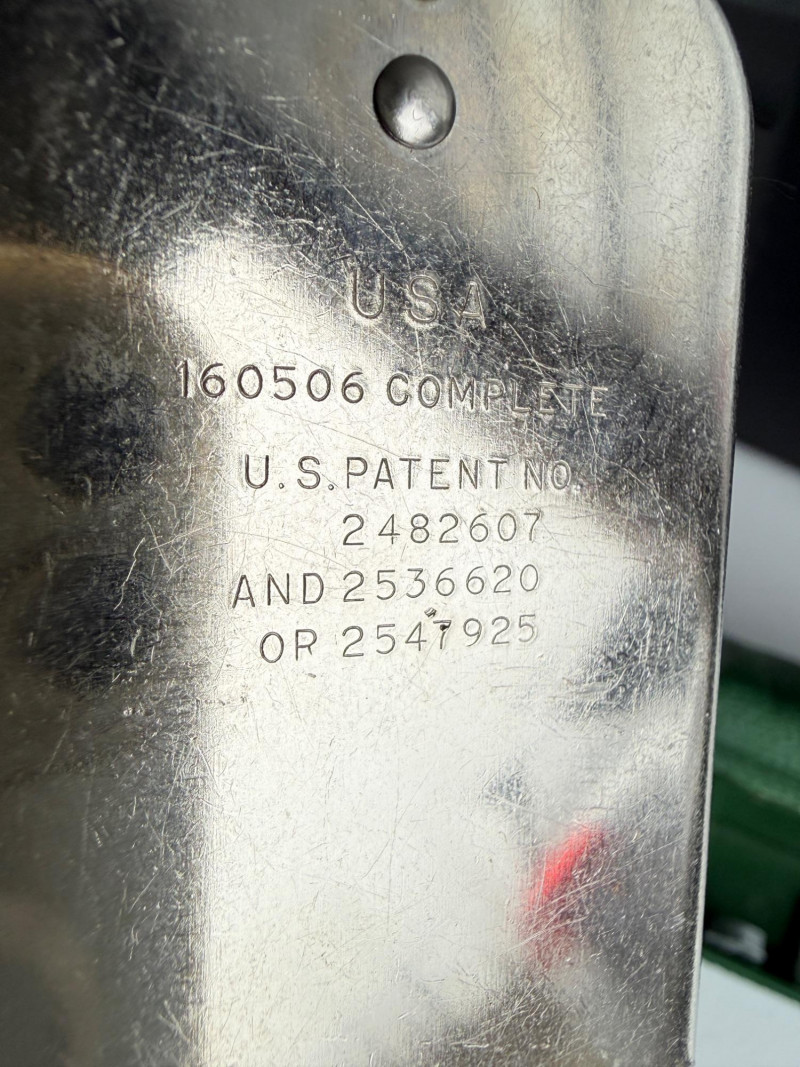 USA
160506 COMPLETE
U.S. PATENT NO.
2482607
AND 2536620
OR 2547925